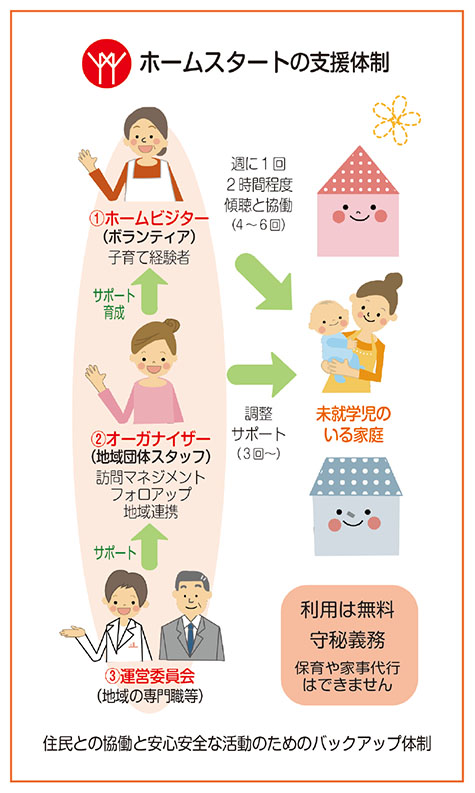 ホームスタートの支援体制
週に1回
2時間程度
傾聴と協働
(4～6回)
①ホームビジター
(ボランティア)
子育て経験者
サポート
育成
②オーガナイザー
(地域団体スタッフ)
訪問マネジメント
フォロアップ
地域連携
調整
サポート
(3回～)
未就学児の
いる家庭
サポート
③運営委員会
(地域の専門職等)
利用は無料
守秘義務
保育や家事代行
はできません
住民との協働と安心安全な活動のためのバックアップ体制